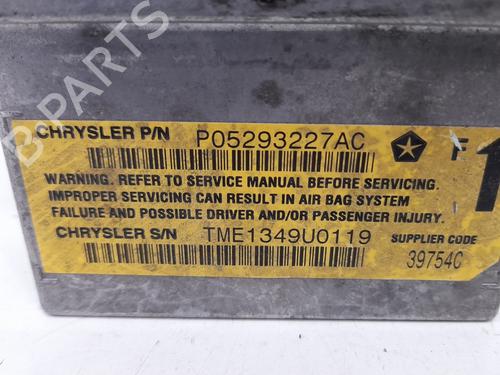 CHRYSLER P/N P05293227AC F 1
WARNING. REFER TO SERVICE MANUAL BEFORE SERVICING.
IMPROPER SERVICING CAN RESULT IN AIR BAG SYSTEM
FAILURE AND POSSIBLE DRIVER AND/OR PASSENGER INJURY.
CHRYSLER S/N TME1349U0119 SUPPLIER CODE
39754C